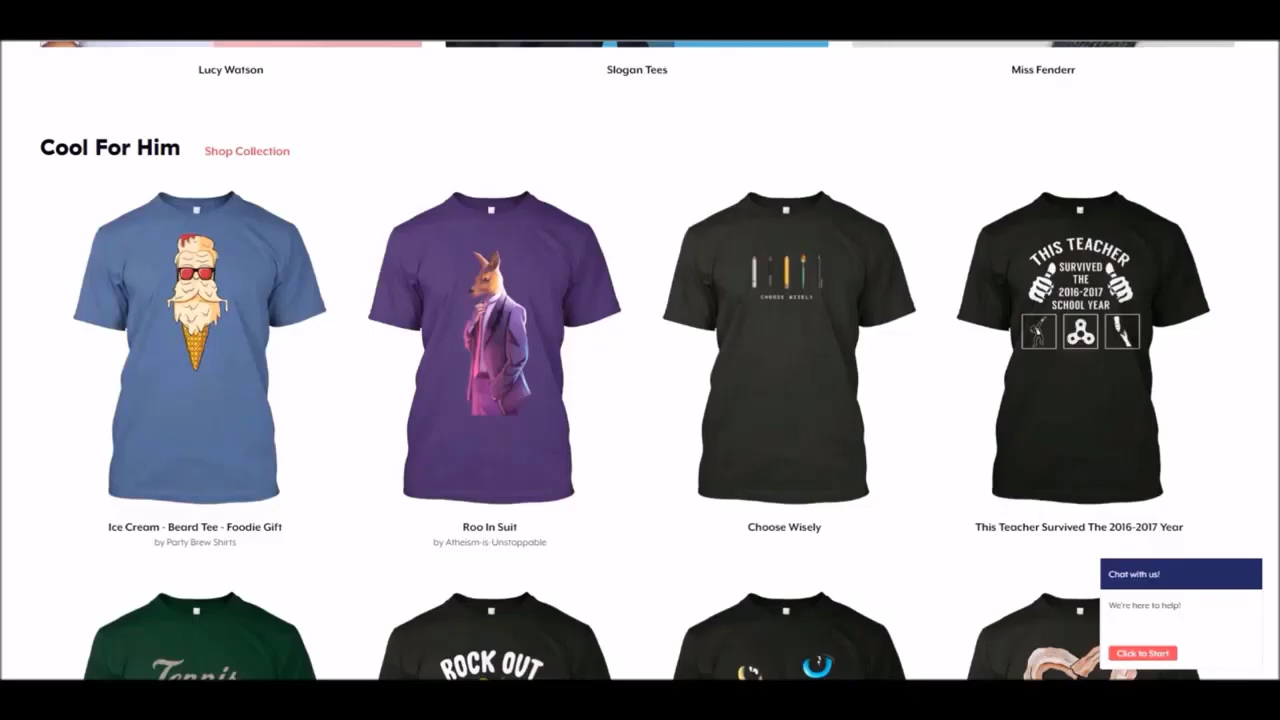 Lucy Watson
Slogan Tees
Miss Fenderr
Cool For Him
Shop Collection
CHOOSE WISELY
THIS TEACHER
SURVIVED
THE
2016-2017
SCHOOL YEAR
Ice Cream - Beard Tee - Foodie Gift
by Party Brew Shirts
Roo In Suit
by Atheism-is-Unstoppable
Choose Wisely
This Teacher Survived The 2016-2017 Year
Chat with us!
We're here to help!
Click to Start
Tennis
ROCK OUT